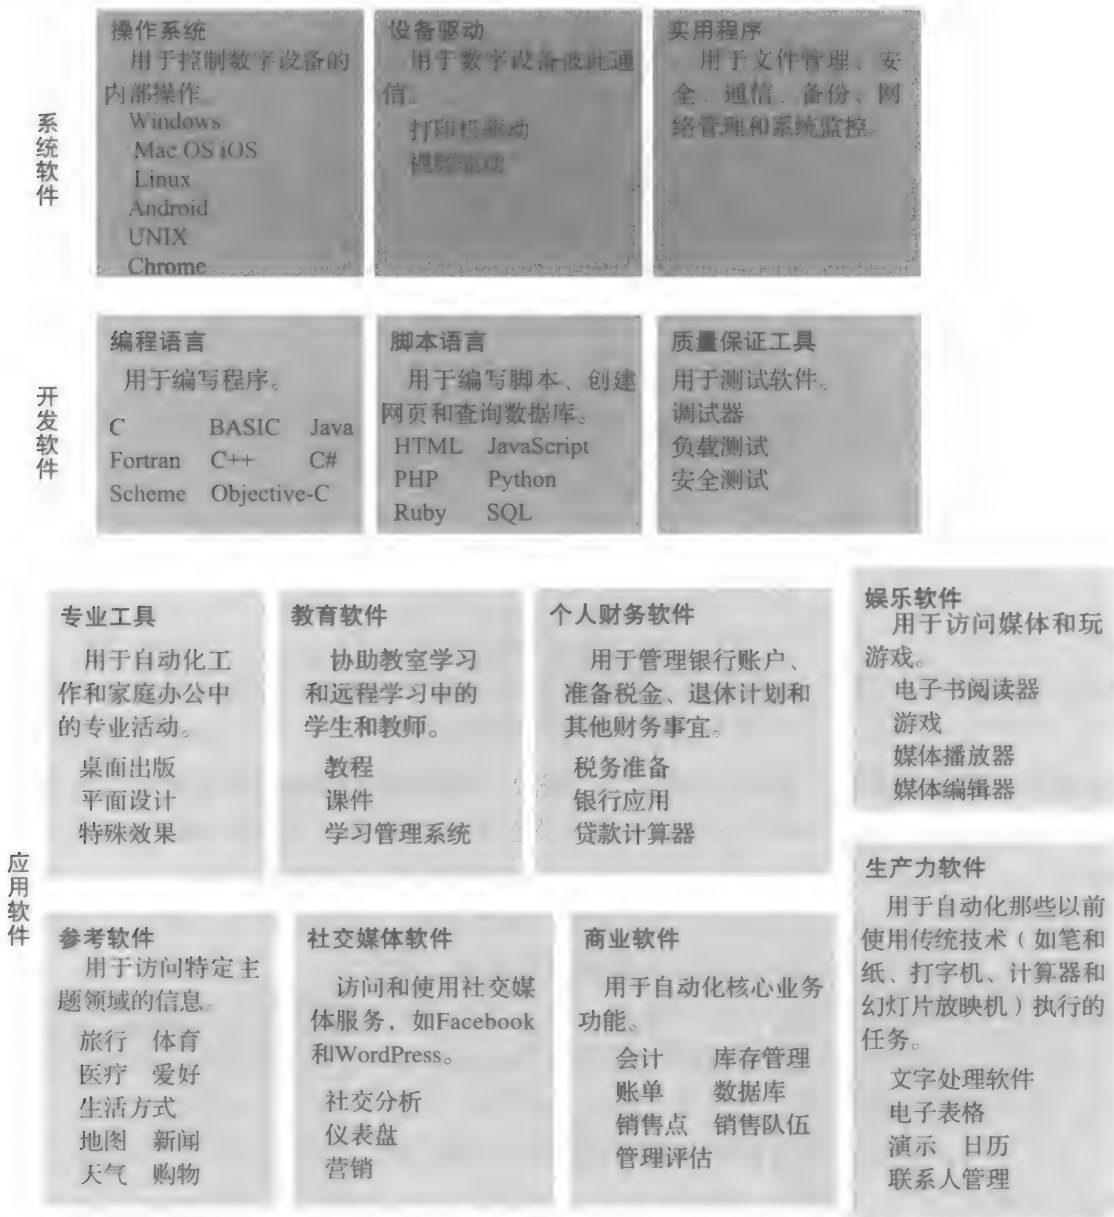 系统软件
操作系统
用于控制数字设备的
内部操作。
Windows
Mac OS iOS
Linux
Android
UNIX
Chrome
设备驱动
用于数字设备彼此通
信。
打印机驱动
视频驱动
实用程序
用于文件管理、安
全、通信、备份、网
络管理和系统监控。
开发软件
编程语言
用于编写程序。
C BASIC Java
Fortran C++ C#
Scheme Objective-C
脚本语言
用于编写脚本、创建
网页和查询数据库。
HTML JavaScript
PHP Python
Ruby SQL
质量保证工具
用于测试软件。
调试器
负载测试
安全测试
应用软件
专业工具
用于自动化工
作和家庭办公中
的专业活动。
桌面出版
平面设计
特殊效果
教育软件
协助教室学习
和远程学习中的
学生和教师。
教程
课件
学习管理系统
个人财务软件
用于管理银行账户、
准备税金、退休计划和
其他财务事宜。
税务准备
银行应用
贷款计算器
娱乐软件
用于访问媒体和玩
游戏。
电子书阅读器
游戏
媒体播放器
媒体编辑器
参考软件
用于访问特定主
题领域的信息。
旅行 体育
医疗 爱好
生活方式
地图 新闻
天气 购物
社交媒体软件
访问和使用社交媒
体服务，如Facebook
和WordPress。
社交分析
仪表盘
营销
商业软件
用于自动化核心业务
功能。
会计 库存管理
账单 数据库
销售点 销售队伍
管理评估
生产力软件
用于自动化那些以前
使用传统技术（如笔和
纸、打字机、计算器和
幻灯片放映机）执行的
任务。
文字处理软件
电子表格
演示 日历
联系人管理